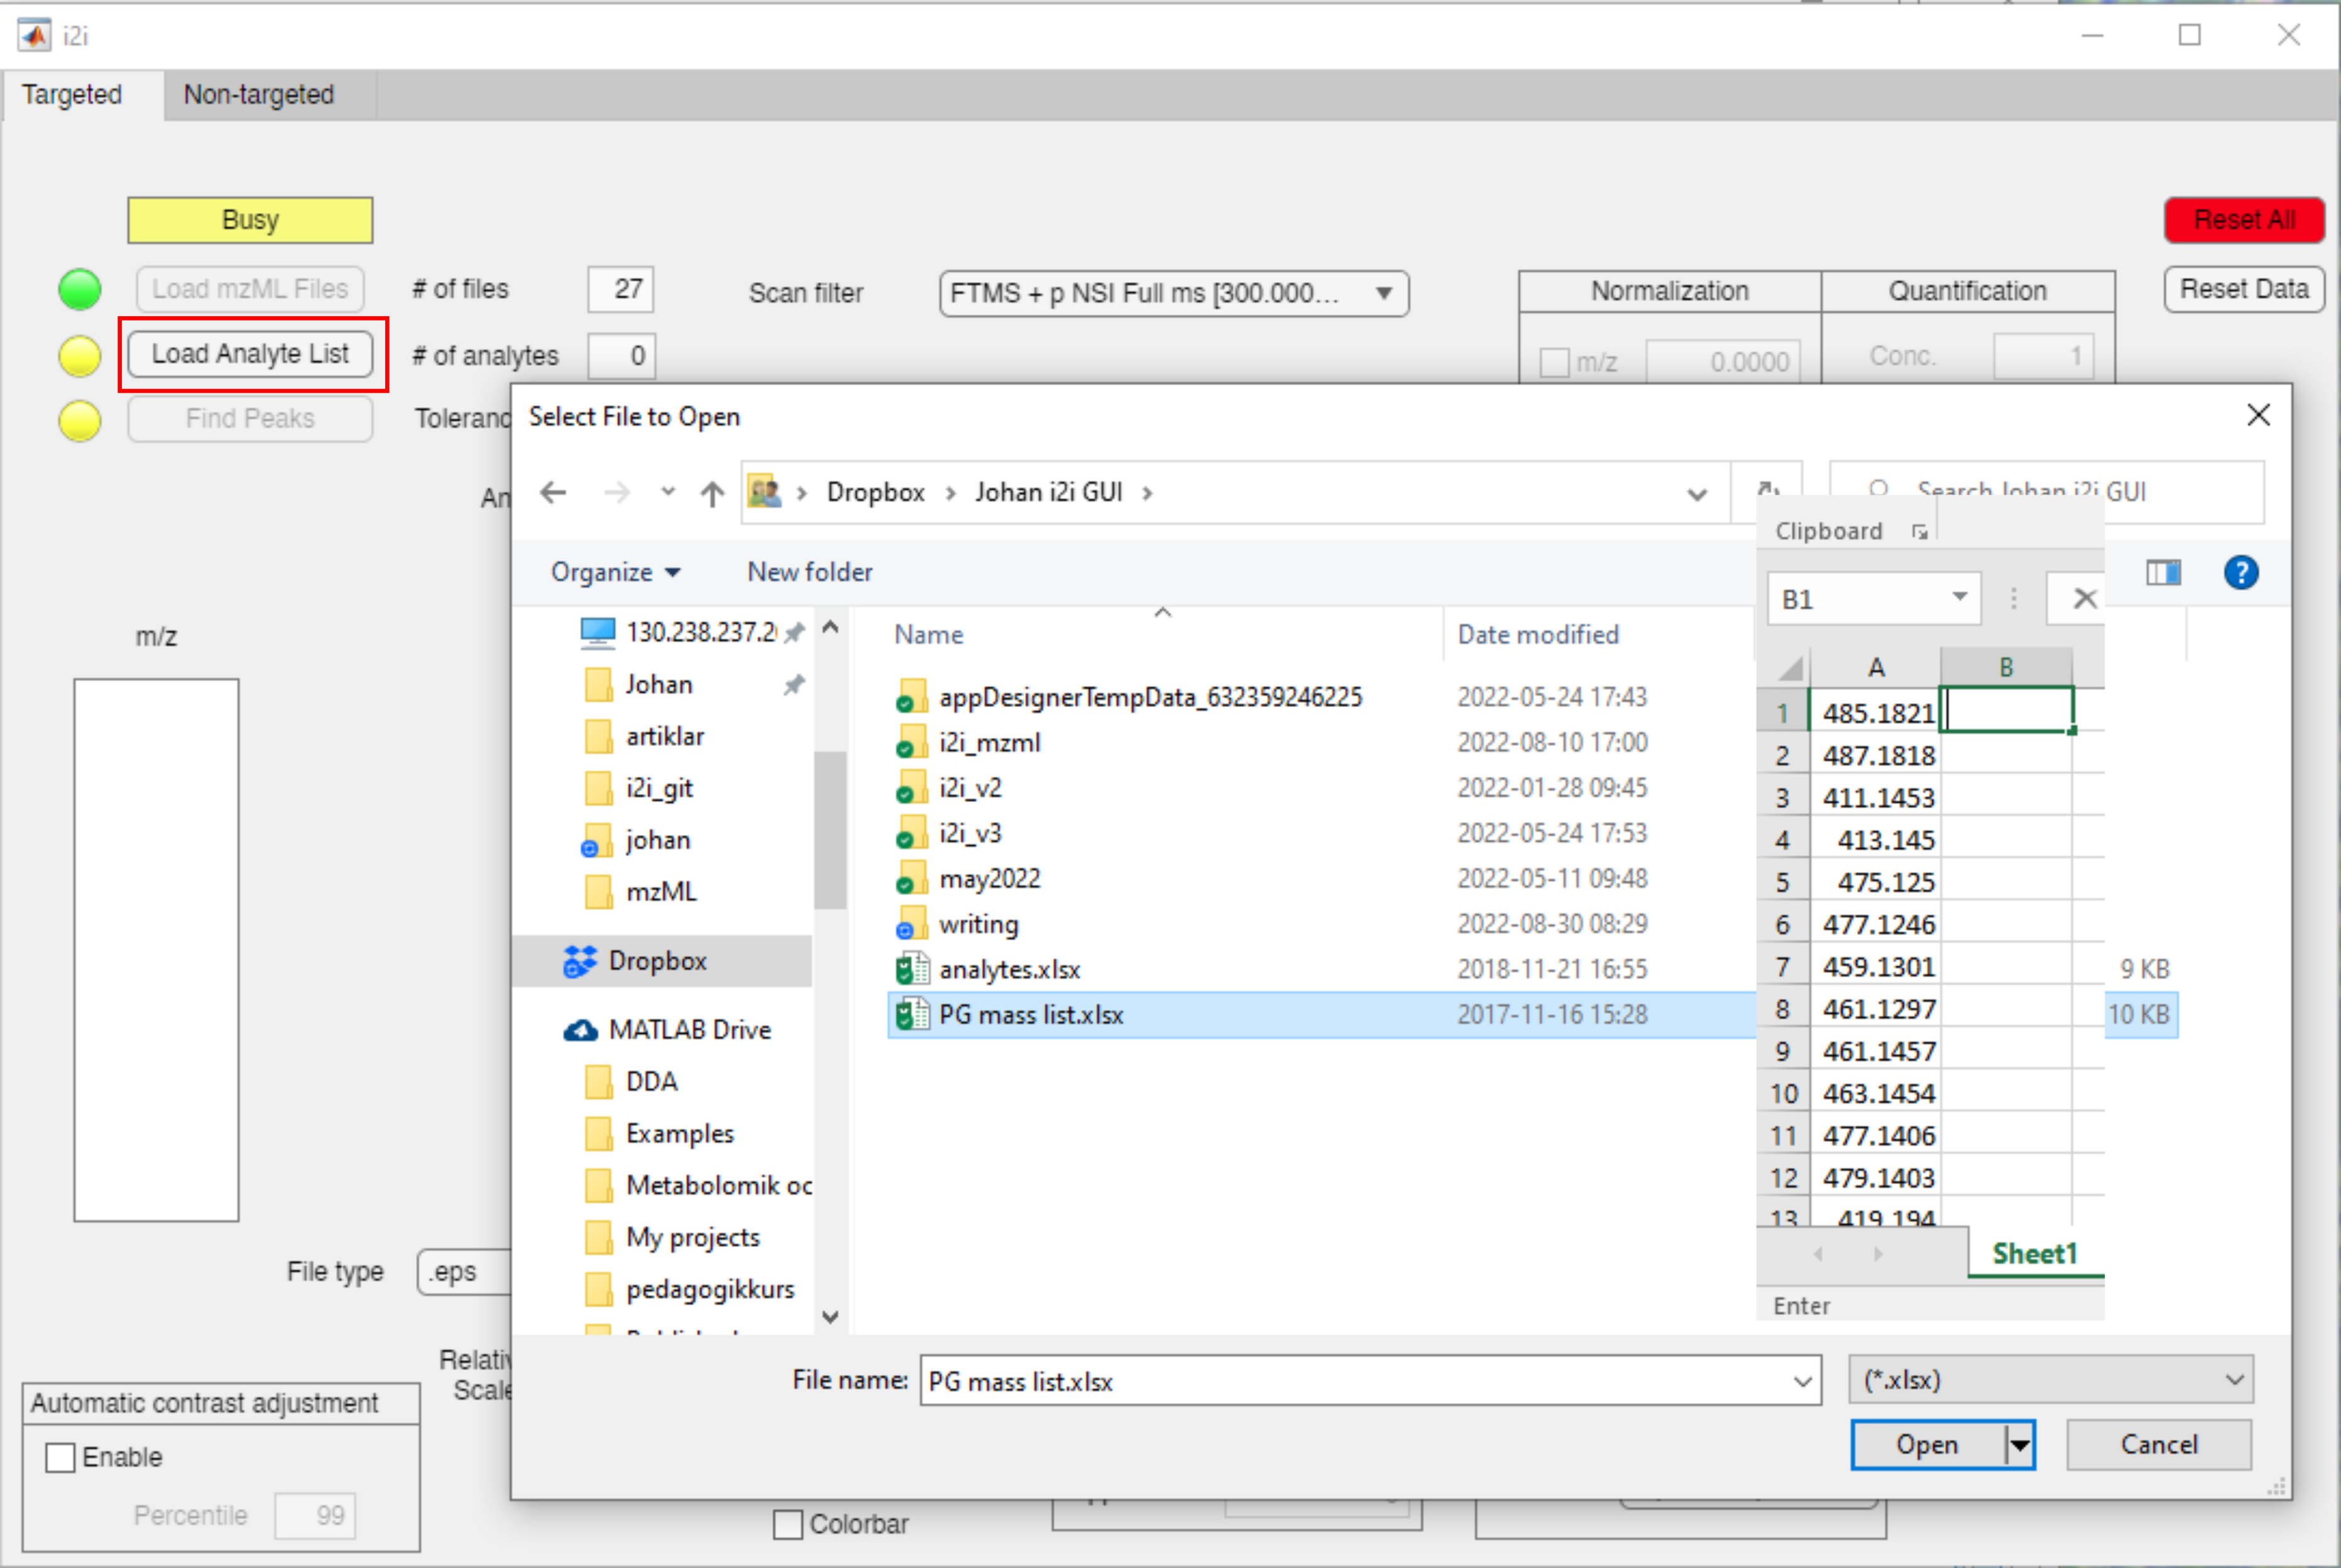 i2i
Targeted Non-targeted
Busy
Reset All
Load mzML Files # of files 27 Scan filter FTMS + p NSI Full ms [300.000... Normalization Quantification Reset Data
Load Analyte List # of analytes 0 m/z 0.0000 Conc. 1
Find Peaks
Select File to Open
Dropbox Johan i2i GUI Search Johan i2i GUI
Clipboard
Organize New folder
B1
m/z
Name Date modified
A B
130.238.237.2
Johan
artiklar
i2i_git
johan
mzML
Dropbox
MATLAB Drive
DDA
Examples
Metabolomik oc
My projects
pedagogikkurs
appDesignerTempData_632359246225 2022-05-24 17:43
i2i_mzml 2022-08-10 17:00
i2i_v2 2022-01-28 09:45
i2i_v3 2022-05-24 17:53
may2022 2022-05-11 09:48
writing 2022-08-30 08:29
analytes.xlsx 2018-11-21 16:55 9 KB
PG mass list.xlsx 2017-11-16 15:28 10 KB
1 485.1821
2 487.1818
3 411.1453
4 413.145
5 475.125
6 477.1246
7 459.1301
8 461.1297
9 461.1457
10 463.1454
11 477.1406
12 479.1403
13 419.194
Sheet1
Enter
File type .eps
File name: PG mass list.xlsx (*.xlsx)
Open Cancel
Automatic contrast adjustment
Enable
Percentile 99
Colorbar